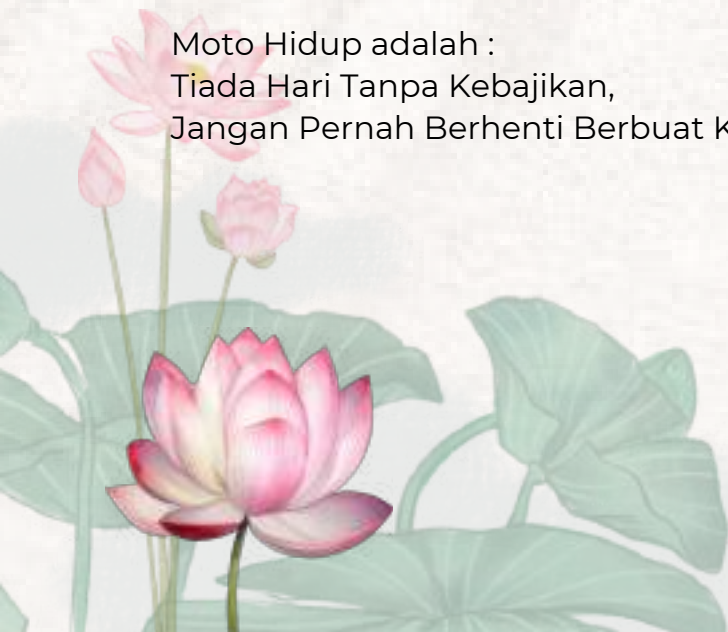 Moto Hidup adalah :
Tiada Hari Tanpa Kebajikan,
Jangan Pernah Berhenti Berbuat